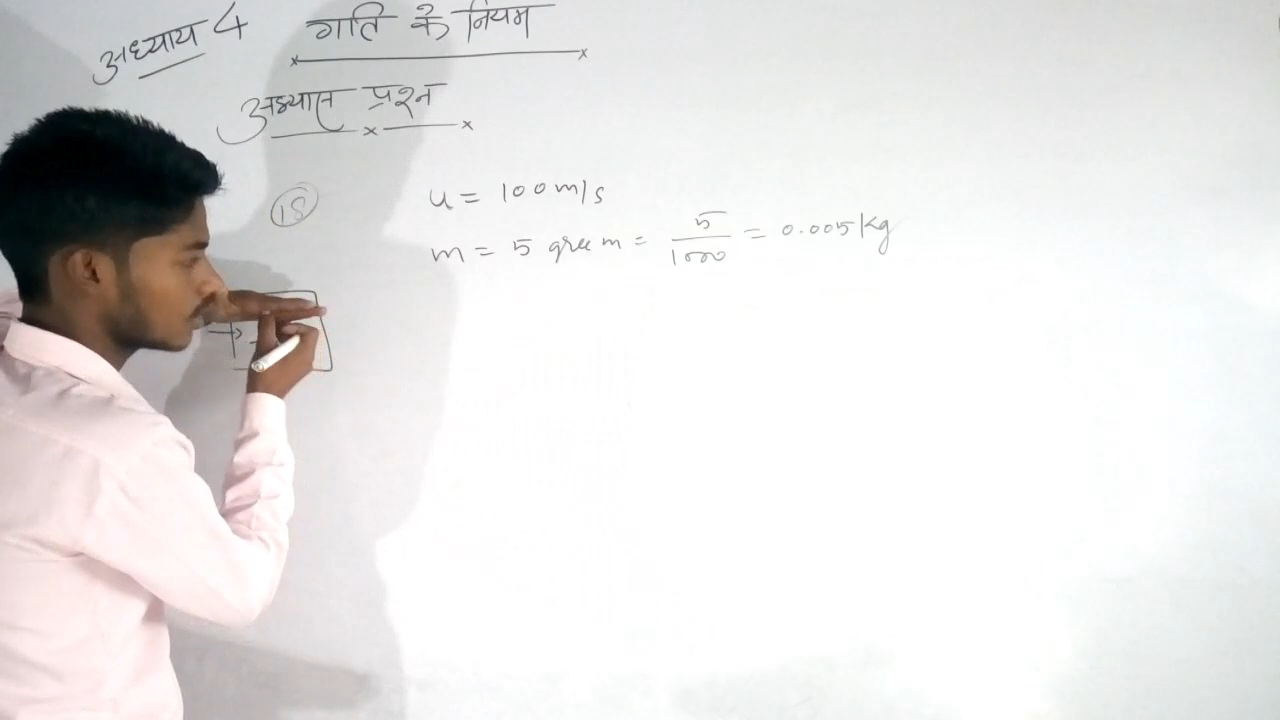 अध्याय 4 गति के नियम
अभ्यास प्रश्न
18
u = 100 m/s
m = 5 gram = 5/1000 = 0.005 kg